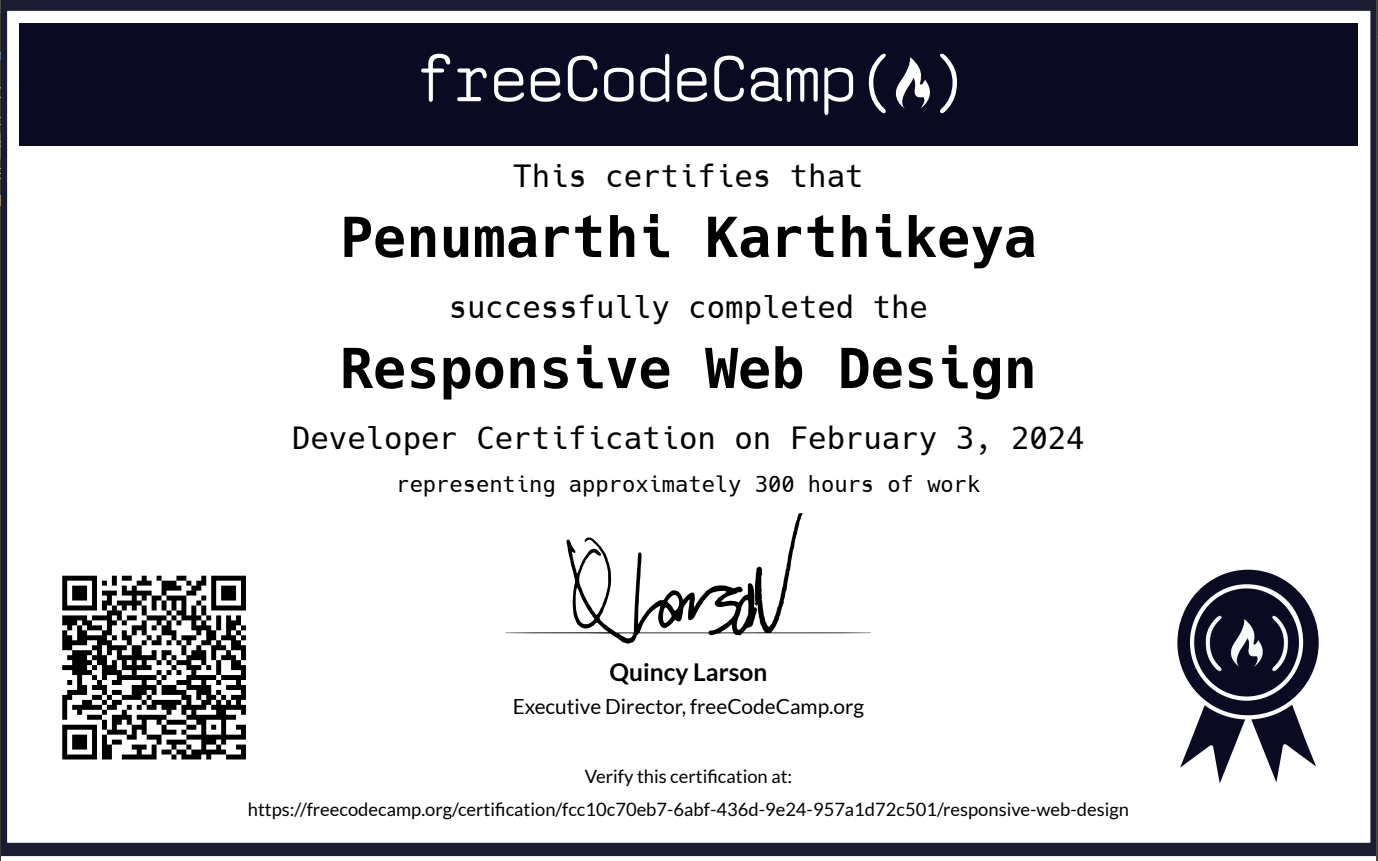 freeCodeCamp
This certifies that
Penumarthi Karthikeya
successfully completed the
Responsive Web Design
Developer Certification on February 3, 2024
representing approximately 300 hours of work
Q Larson
Quincy Larson
Executive Director, freeCodeCamp.org
Verify this certification at:
https://freecodecamp.org/certification/fcc10c70eb7-6abf-436d-9e24-957a1d72c501/responsive-web-design